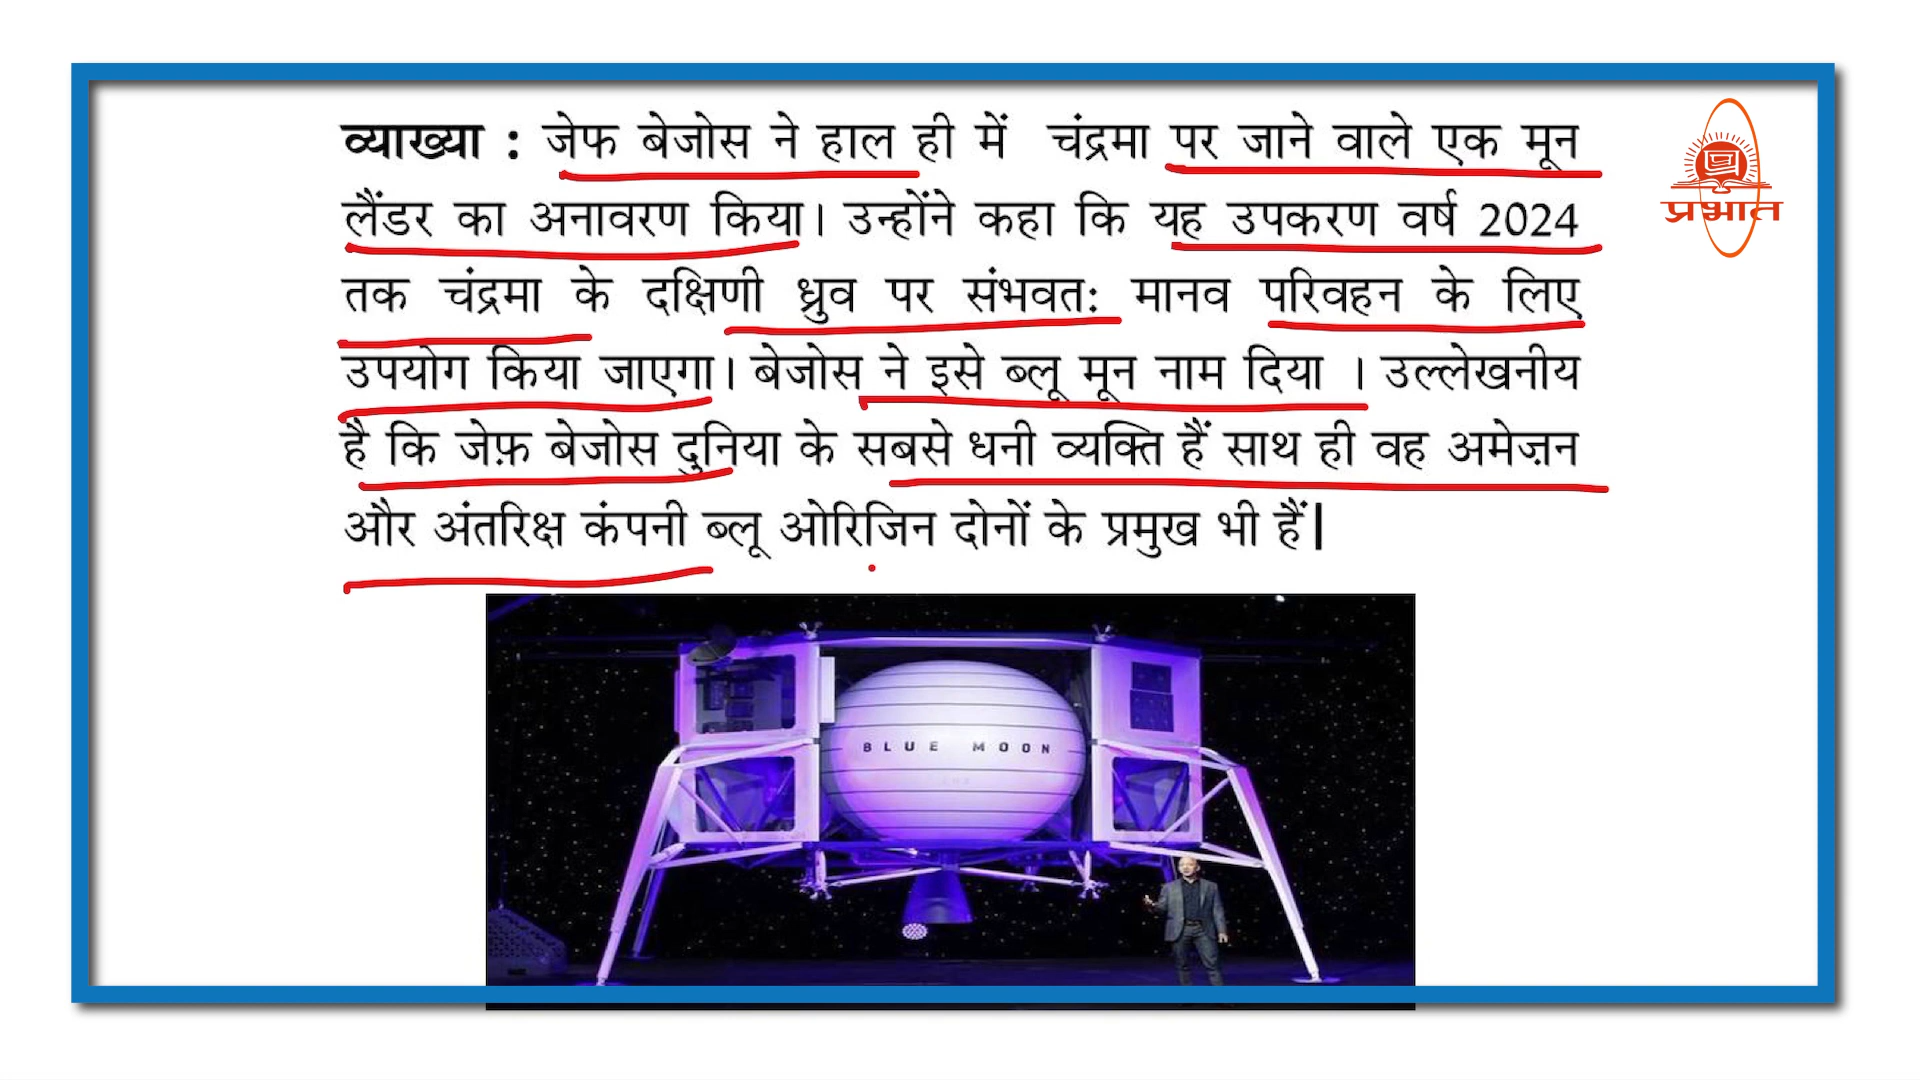 व्याख्या : जेफ बेजोस ने हाल ही में चंद्रमा पर जाने वाले एक मून
लैंडर का अनावरण किया। उन्होंने कहा कि यह उपकरण वर्ष 2024
तक चंद्रमा के दक्षिणी ध्रुव पर संभवतः मानव परिवहन के लिए
उपयोग किया जाएगा। बेजोस ने इसे ब्लू मून नाम दिया । उल्लेखनीय
है कि जेफ़ बेजोस दुनिया के सबसे धनी व्यक्ति हैं साथ ही वह अमेज़न
और अंतरिक्ष कंपनी ब्लू ओरिजिन दोनों के प्रमुख भी हैं|
प्रभात
BLUE MOON